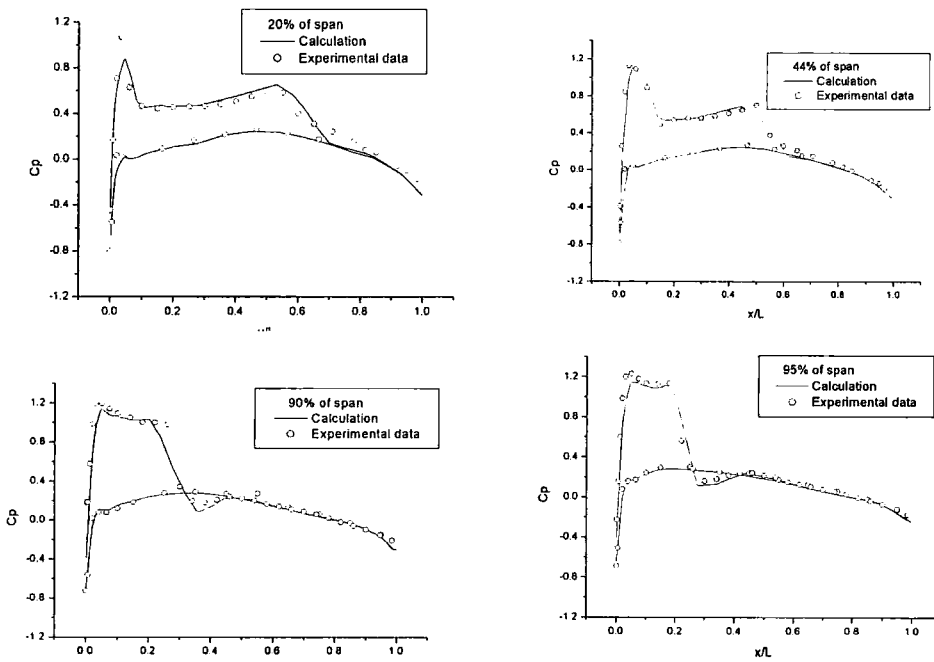 20% of span
Calculation
Experimental data
1.2
0.8
0.4
0.0
-0.4
-0.8
-1.2
Cp
0.0 0.2 0.4 0.6 0.8 1.0
44% of span
Calculation
Experimental data
1.2
0.8
0.4
0.0
-0.4
-0.8
-1.2
Cp
0.0 0.2 0.4 0.6 0.8 1.0
x/L
90% of span
Calculation
Experimental data
1.2
0.8
0.4
0.0
-0.4
-0.8
-1.2
Cp
0.0 0.2 0.4 0.6 0.8 1.0
95% of span
Calculation
Experimental data
1.2
0.8
0.4
0.0
-0.4
-0.8
-1.2
Cp
0.0 0.2 0.4 0.6 0.8 1.0
x/L